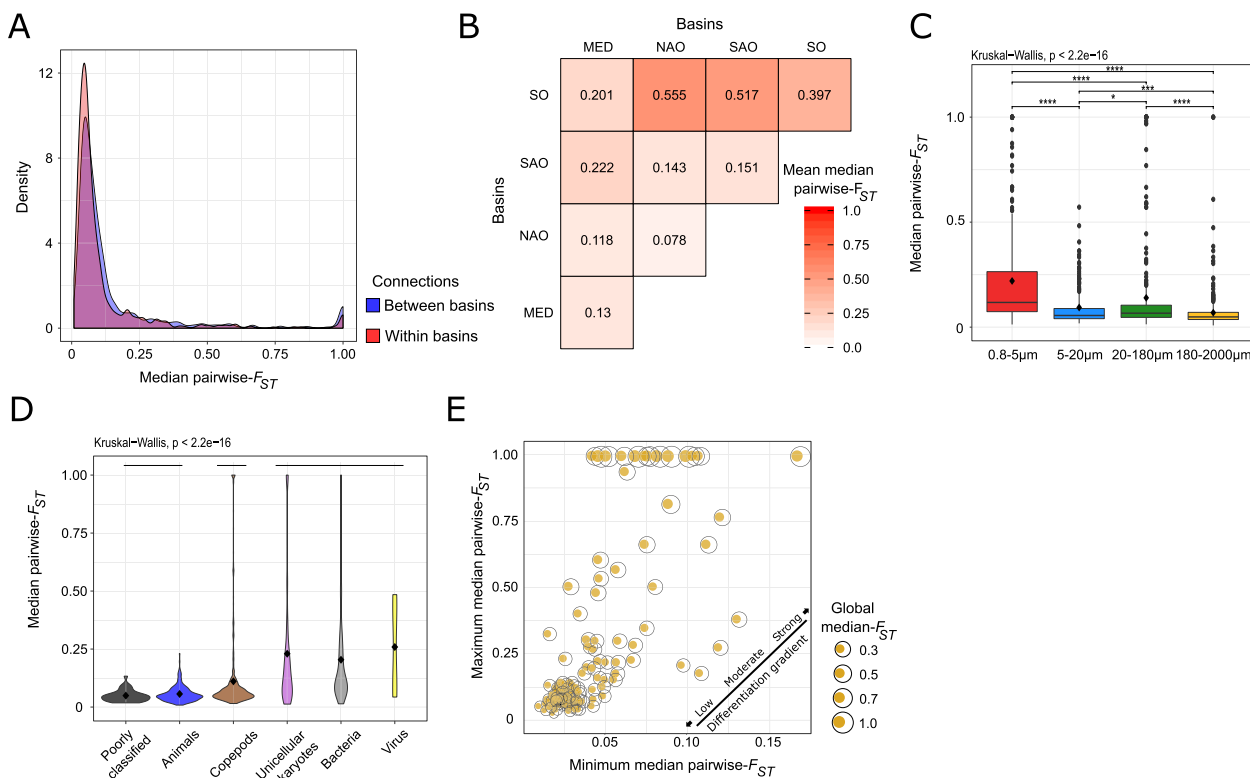 A
12
8
4
0
Density
0
0.25
0.50
0.75
1.00
Median pairwise-FST
Connections
Between basins
Within basins
B
Basins
MED NAO SAO SO
SO 0.201 0.555 0.517 0.397
SAO 0.222 0.143 0.151
NAO 0.118 0.078
MED 0.13
Basins
Mean median
pairwise-FST
1.0
0.75
0.50
0.25
0.0
C
Kruskal-Wallis, p < 2.2e-16
****
****
***
**** * ****
1.0
0.5
0
Median pairwise-FST
0.8-5µm 5-20µm 20-180µm 180-2000µm
D
Kruskal-Wallis, p < 2.2e-16
1.00
0.75
0.50
0.25
0
Median pairwise-FST
Poorly
classified
Animals
Copepods
Unicellular
karyotes
Bacteria
Virus
E
1.00
0.75
0.50
0.25
0
Maximum median pairwise-FST
0.05 0.10 0.15
Minimum median pairwise-FST
Low Moderate Strong
Differentiation gradient
Global
median-FST
0.3
0.5
0.7
1.0